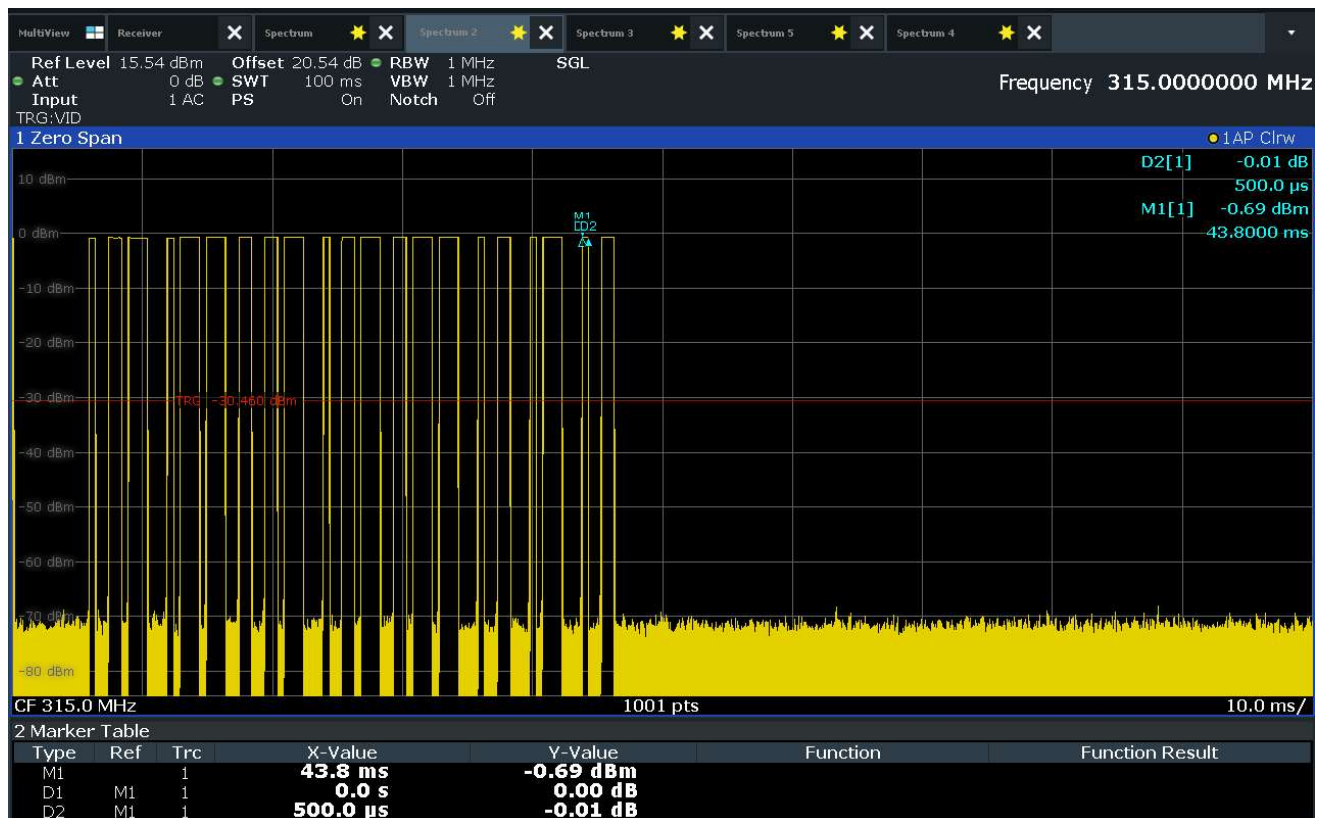 MultiView Receiver Spectrum Spectrum 2 Spectrum 3 Spectrum 5 Spectrum 4
Ref Level 15.54 dBm Offset 20.54 dB RBW 1 MHz SGL
Att 0 dB SWT 100 ms VBW 1 MHz Frequency 315.0000000 MHz
Input 1 AC PS On Notch Off
TRG:VID
1 Zero Span 1AP Clrw
D2[1] -0.01 dB
10 dBm
500.0 µs
M1[1] -0.69 dBm
M1
D2
0 dBm
43.8000 ms
-10 dBm
-20 dBm
-30 dBm
TRG -30.460 dBm
-40 dBm
-50 dBm
-60 dBm
-70 dBm
-80 dBm
CF 315.0 MHz 1001 pts 10.0 ms/
2 Marker Table
Type Ref Trc X-Value Y-Value Function Function Result
M1 1 43.8 ms -0.69 dBm
D1 M1 1 0.0 s 0.00 dB
D2 M1 1 500.0 µs -0.01 dB